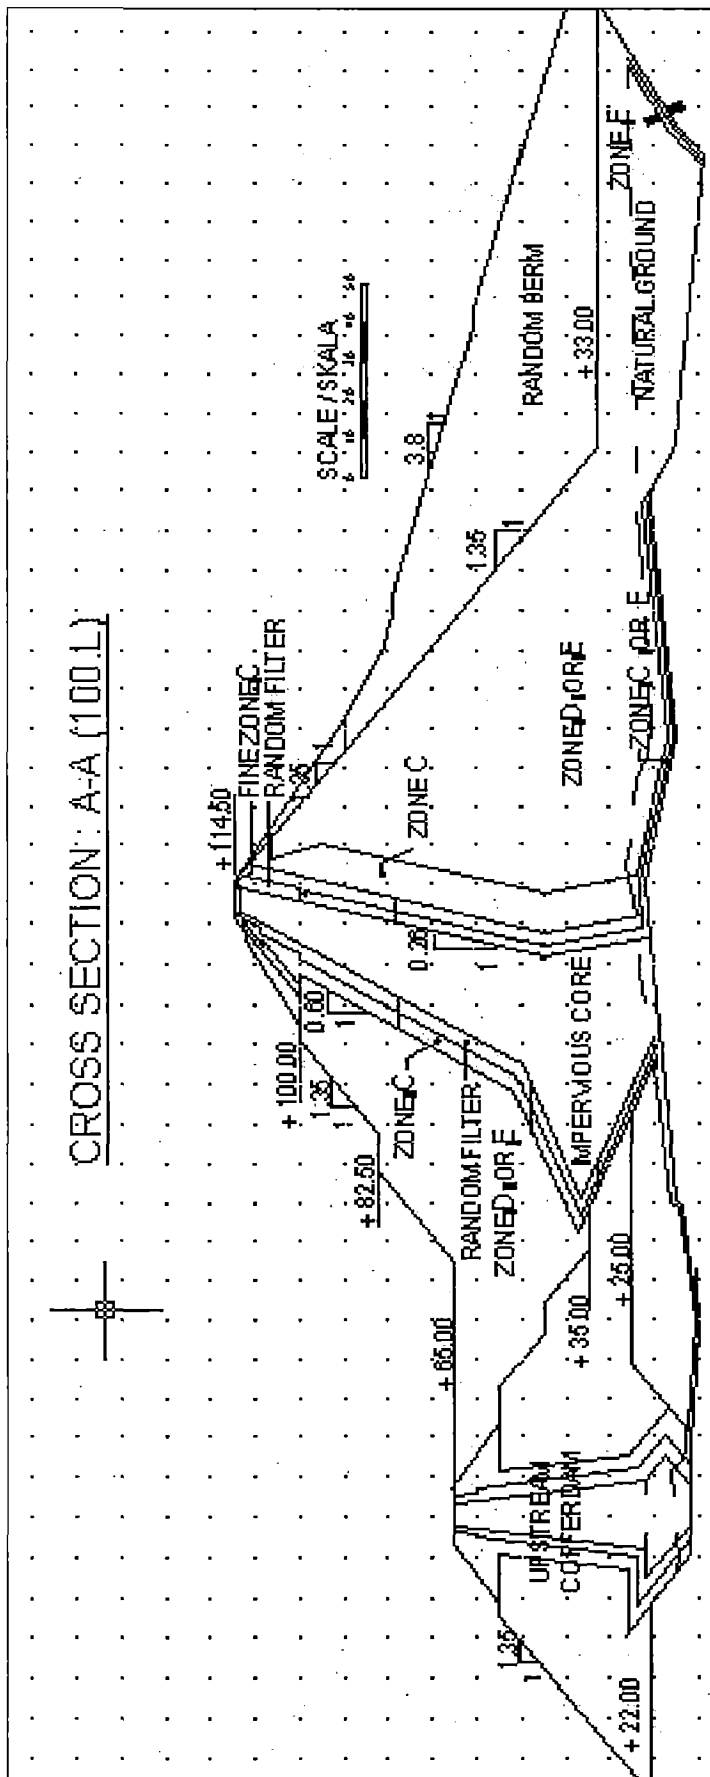 CROSS SECTION : A-A (100.L)
SCALE / SKALA
+ 114.50
FINE ZONE C
RANDOM FILTER
+ 100.00
1.35
1
+ 82.50
0.60
1
ZONE C
RANDOM FILTER
ZONE D OR E
+ 65.00
0.26
1
ZONE C
1
3.8
1
1.35
1
RANDOM BERM
+ 33.00
IMPERVIOUS CORE
ZONE D OR E
ZONE C OR E
NATURAL GROUND
ZONE E
+ 35.00
+ 25.00
UPSTREAM
COFFERDAM
1.35
1
+ 22.00